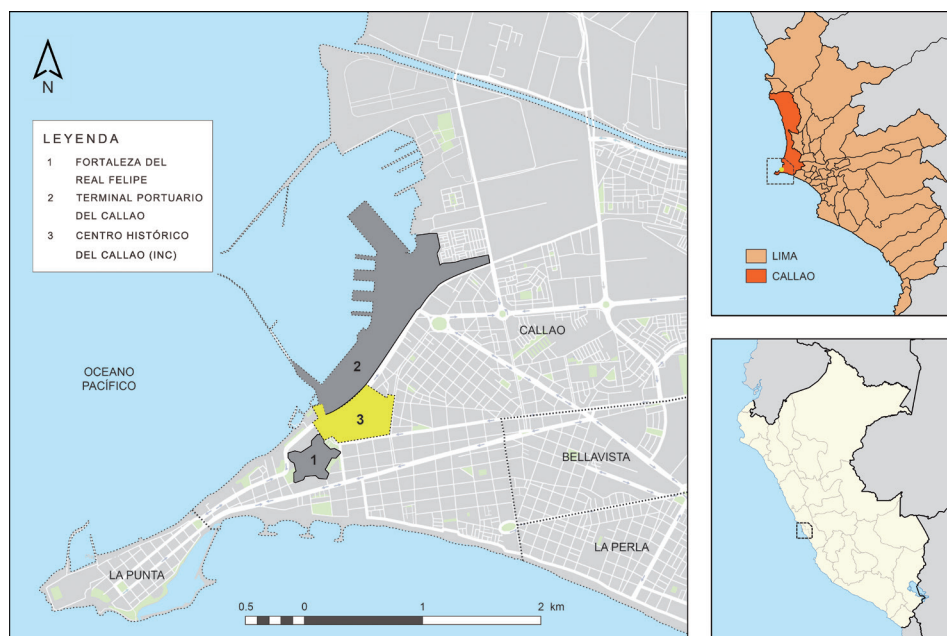 N
LEYENDA
1 FORTALEZA DEL
REAL FELIPE
2 TERMINAL PORTUARIO
DEL CALLAO
3 CENTRO HISTÓRICO
DEL CALLAO (INC)
OCEANO
PACÍFICO
CALLAO
2
3
1
BELLAVISTA
LA PERLA
LA PUNTA
0.5 0 1 2 km
LIMA
CALLAO